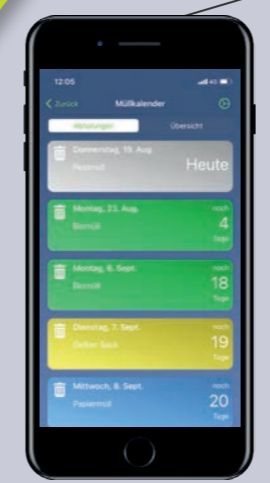 12:05
4G
Zurück
Müllkalender
Abholungen
Übersicht
Donnerstag, 19. Aug.
Restmüll
Heute
Montag, 23. Aug.
Biomüll
noch
4
Tage
Montag, 6. Sept.
Biomüll
noch
18
Tage
Dienstag, 7. Sept.
Gelber Sack
noch
19
Tage
Mittwoch, 8. Sept.
Papiermüll
noch
20
Tage